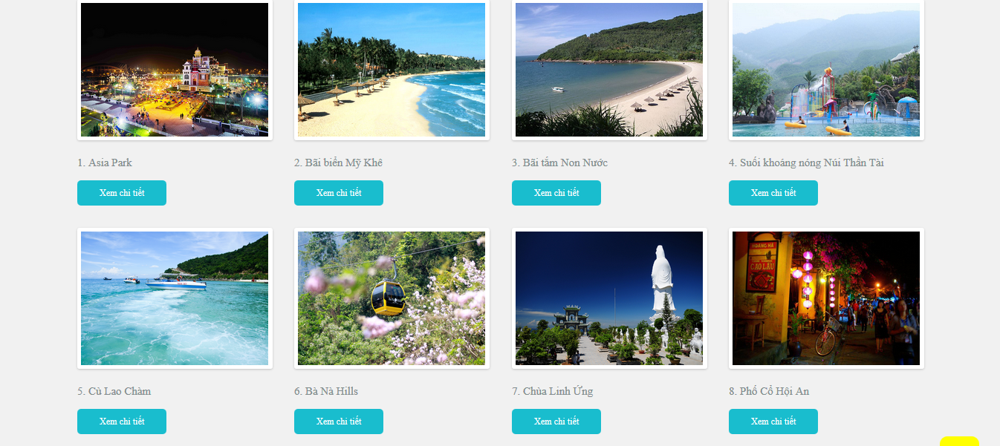 1. Asia Park
2. Bãi biển Mỹ Khê
3. Bãi tắm Non Nước
4. Suối khoáng nóng Núi Thần Tài
Xem chi tiết
Xem chi tiết
Xem chi tiết
Xem chi tiết
HOÀNG HÀ
CAO LẦU
5. Cù Lao Chàm
6. Bà Nà Hills
7. Chùa Linh Ứng
8. Phố Cổ Hội An
Xem chi tiết
Xem chi tiết
Xem chi tiết
Xem chi tiết